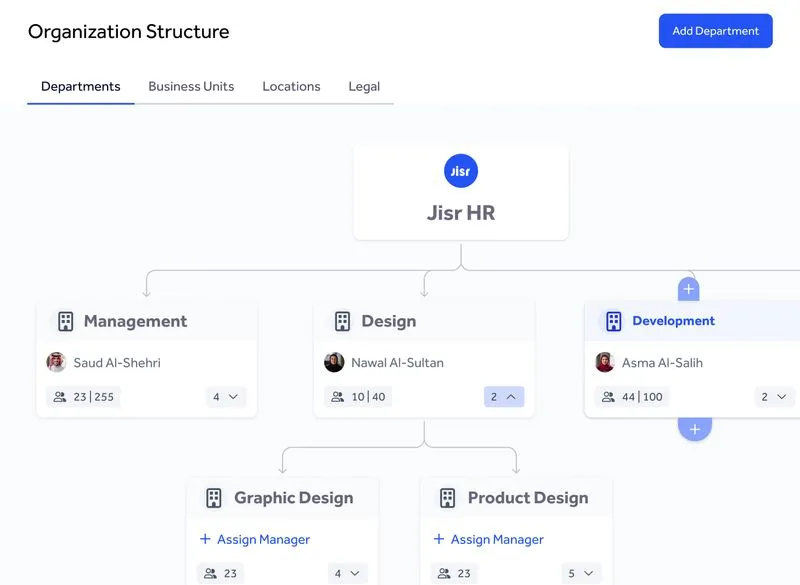 Organization Structure
Add Department
Departments
Business Units
Locations
Legal
Jisr
Jisr HR
Management
Saud Al-Shehri
23 | 255
4
Design
Nawal Al-Sultan
10 | 40
2
Development
Asma Al-Salih
44 | 100
2
Graphic Design
+ Assign Manager
23
4
Product Design
+ Assign Manager
23
5